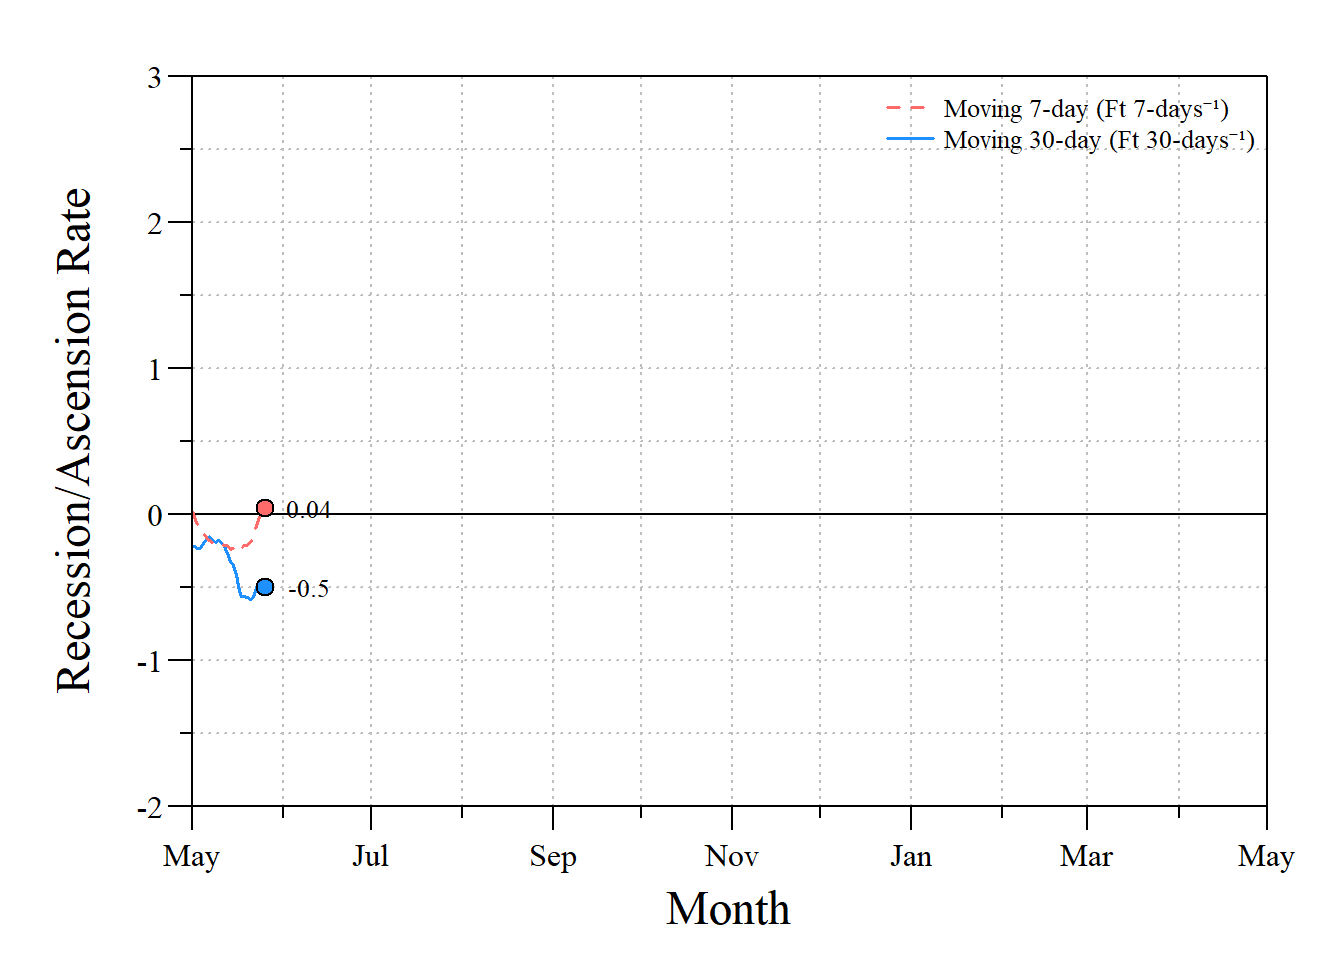 3
2
1
0
-1
-2
Recession/Ascension Rate
Moving 7-day (Ft 7-days⁻¹)
Moving 30-day (Ft 30-days⁻¹)
0.04
-0.5
May Jul Sep Nov Jan Mar May
Month